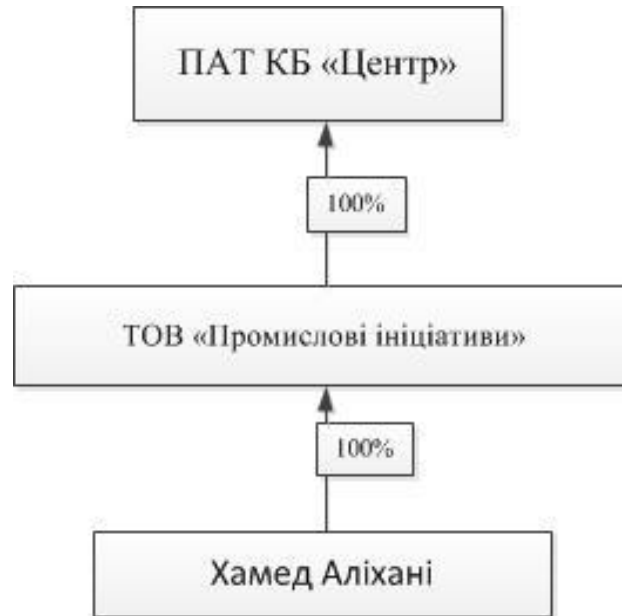 ПАТ КБ «Центр»
100%
ТОВ «Промислові ініціативи»
100%
Хамед Аліхані